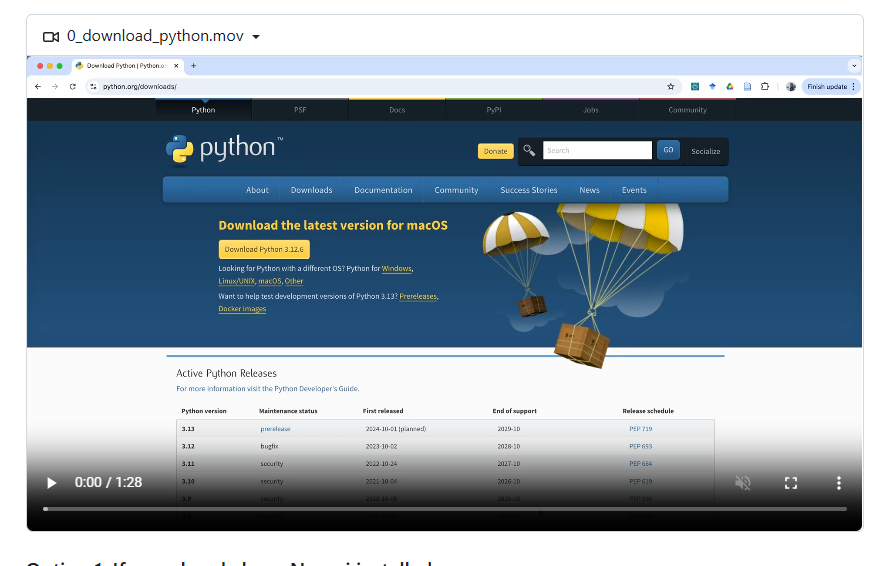 0_download_python.mov
Download Python | Python.o
python.org/downloads/
Finish update
Python PSF Docs PyPI Jobs Community
python™
Donate Search GO Socialize
About Downloads Documentation Community Success Stories News Events
Download the latest version for macOS
Download Python 3.12.6
Looking for Python with a different OS? Python for Windows,
Linux/UNIX, macOS, Other
Want to help test development versions of Python 3.13? Prereleases,
Docker images
Active Python Releases
For more information visit the Python Developer's Guide.
Python version Maintenance status First released End of support Release schedule
3.13 prerelease 2024-10-01 (planned) 2029-10 PEP 719
3.12 bugfix 2023-10-02 2028-10 PEP 693
3.11 security 2022-10-24 2027-10 PEP 664
3.10 security 2021-10-04 2026-10 PEP 619
3.9 security
0:00 / 1:28